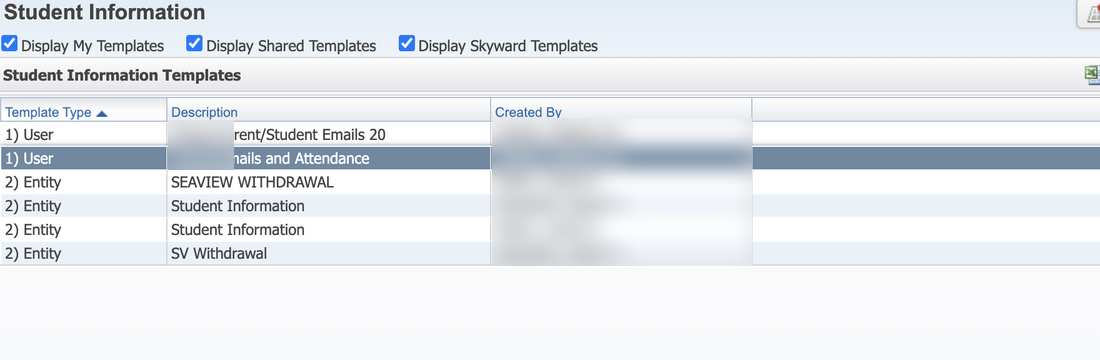 Student Information
Display My Templates Display Shared Templates Display Skyward Templates
Student Information Templates
Template Type Description Created By
1) User rent/Student Emails 20
1) User mails and Attendance
2) Entity SEAVIEW WITHDRAWAL
2) Entity Student Information
2) Entity Student Information
2) Entity SV Withdrawal